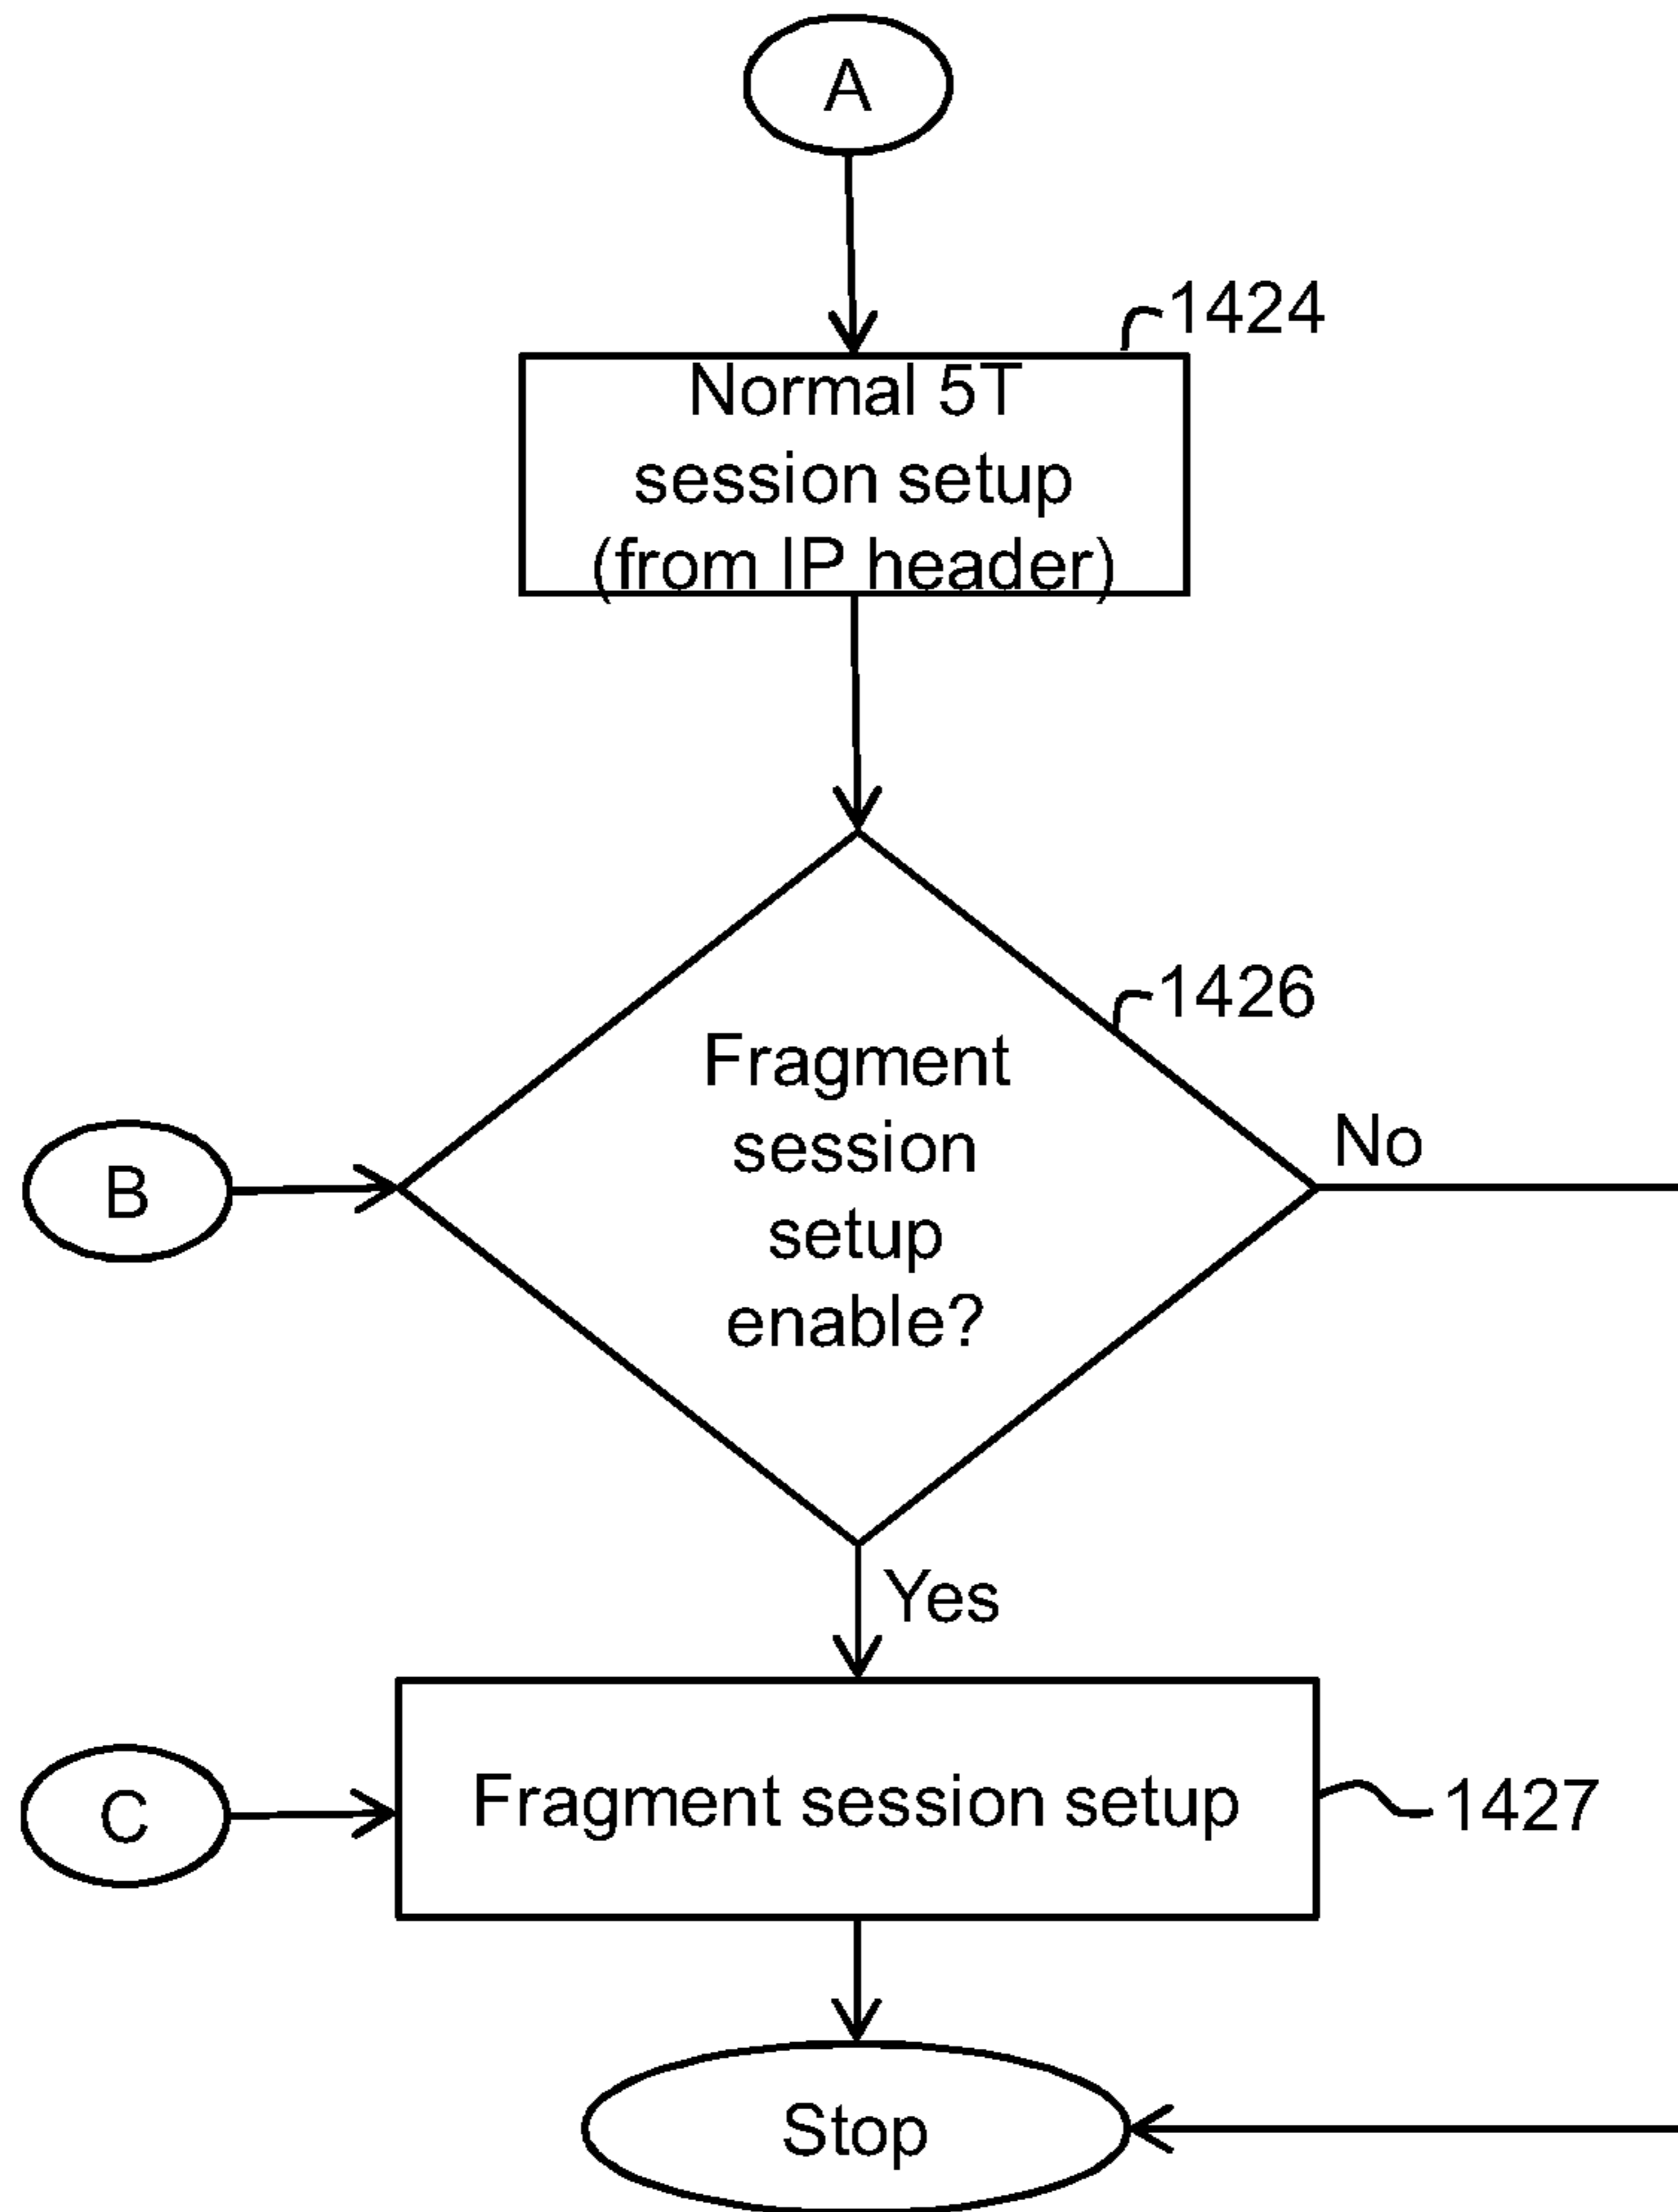 A
1424
Normal 5T
session setup
(from IP header)
1426
Fragment
session
setup
enable?
No
B
Yes
C
Fragment session setup
1427
Stop